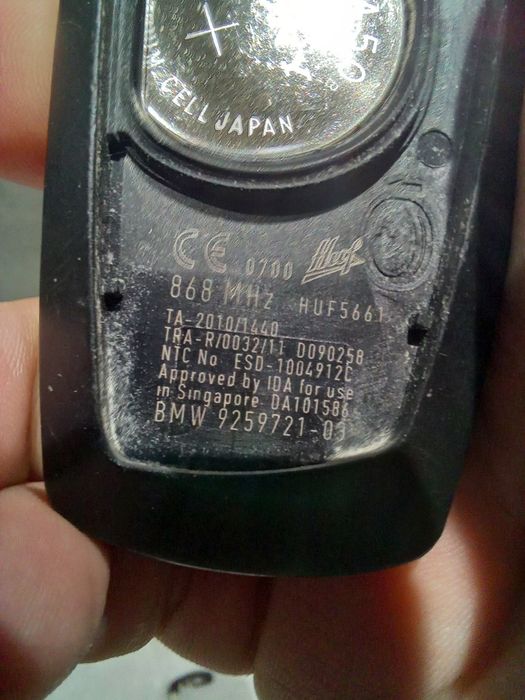 +
CELL JAPAN
CE 0700 Huf
868 MHz HUF5661
TA-2010/1440
TRA-R/0032/11 D090258
NTC No ESD-1004912C
Approved by IDA for use
in Singapore DA101586
BMW 9259721-03